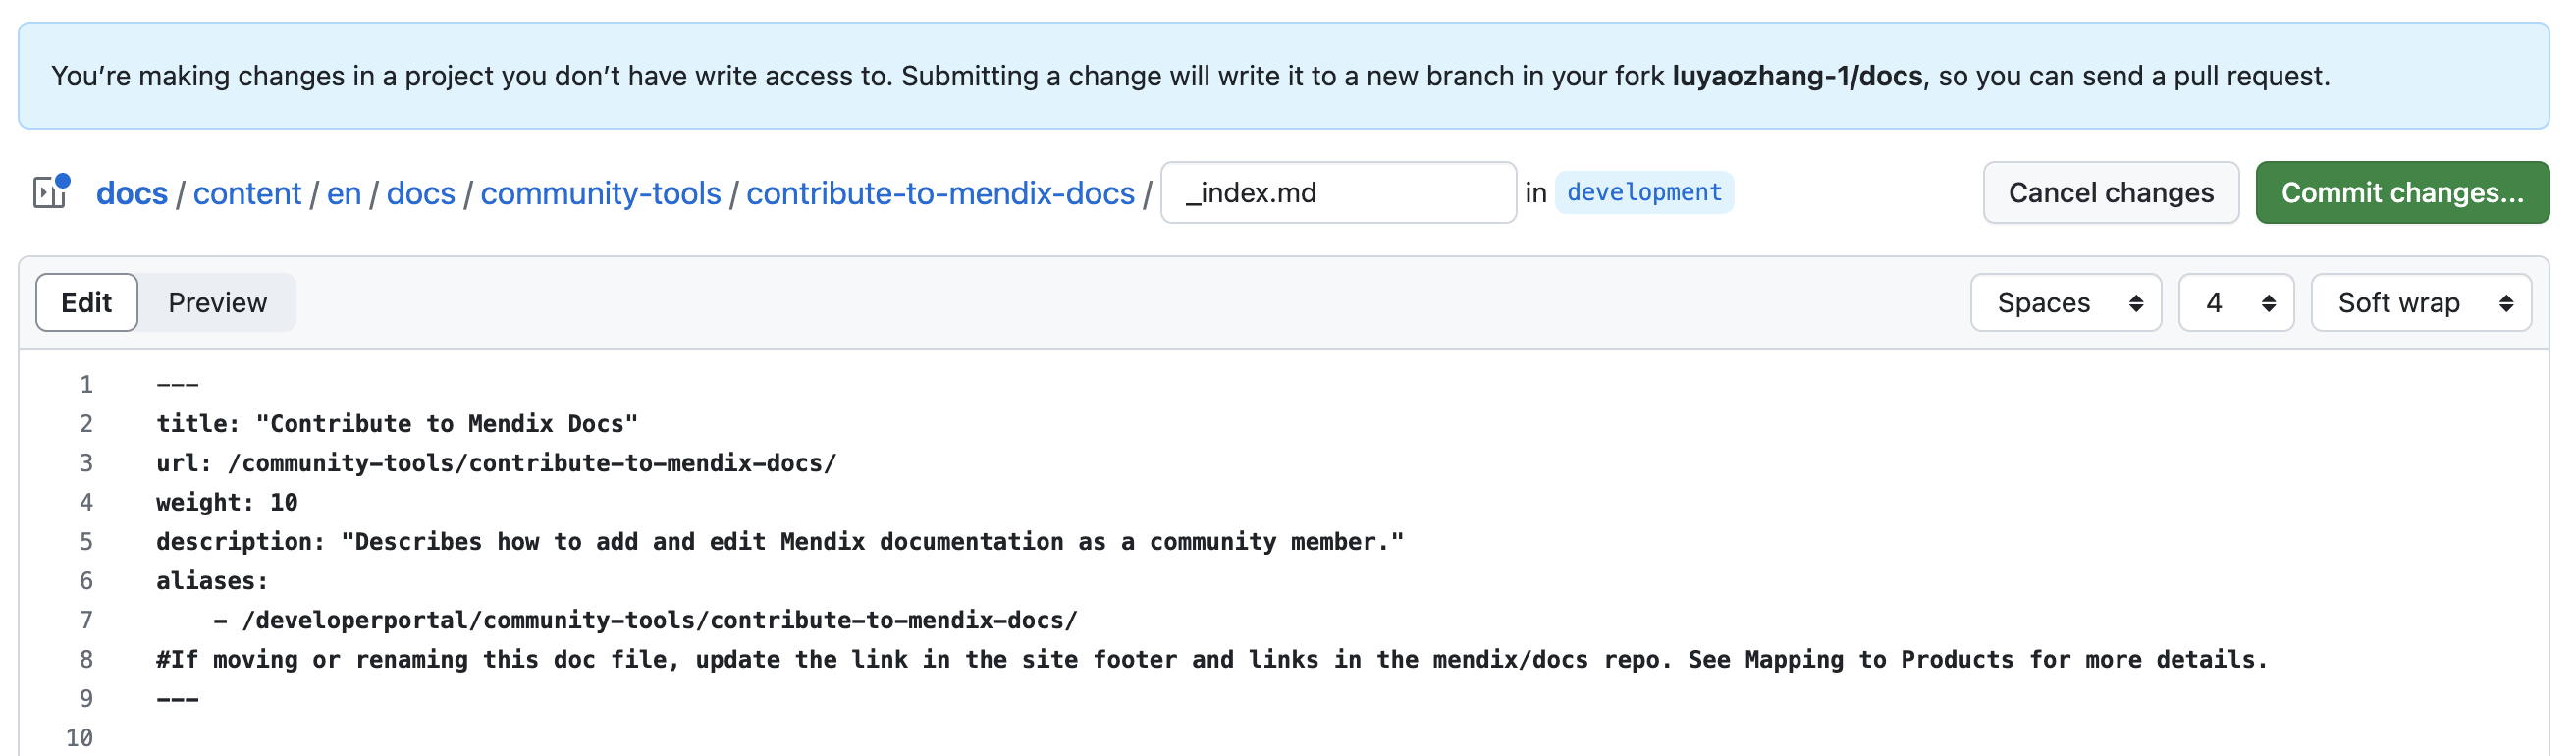 You’re making changes in a project you don’t have write access to. Submitting a change will write it to a new branch in your fork luyaozhang-1/docs, so you can send a pull request.
docs / content / en / docs / community-tools / contribute-to-mendix-docs / _index.md in development Cancel changes Commit changes...
Edit Preview Spaces 4 Soft wrap
1 ---
2 title: "Contribute to Mendix Docs"
3 url: /community-tools/contribute-to-mendix-docs/
4 weight: 10
5 description: "Describes how to add and edit Mendix documentation as a community member."
6 aliases:
7     - /developerportal/community-tools/contribute-to-mendix-docs/
8 #If moving or renaming this doc file, update the link in the site footer and links in the mendix/docs repo. See Mapping to Products for more details.
9 ---
10